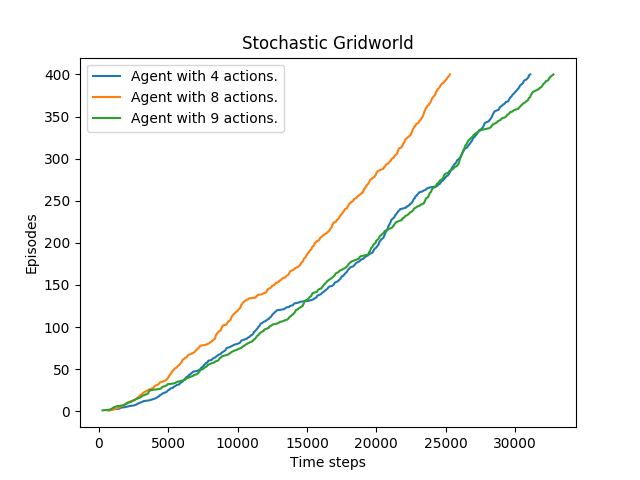 Stochastic Gridworld
Agent with 4 actions.
Agent with 8 actions.
Agent with 9 actions.
Episodes
400
350
300
250
200
150
100
50
0
0 5000 10000 15000 20000 25000 30000
Time steps